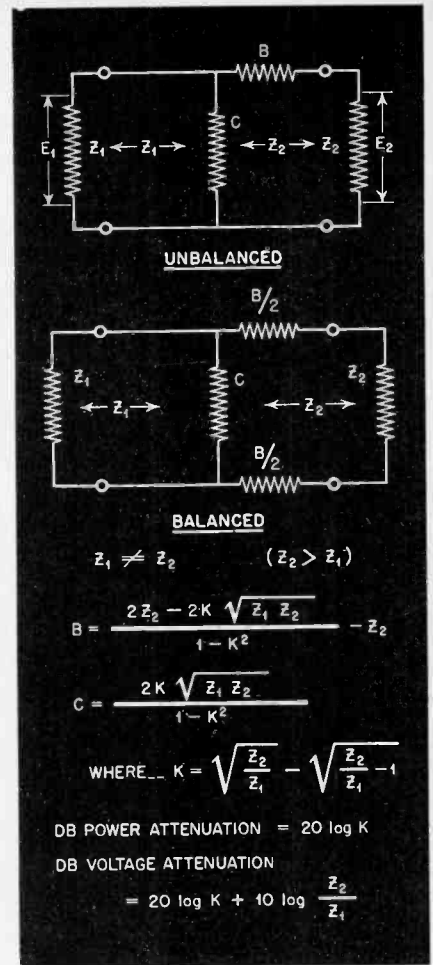 B
E₁ Z₁ ←Z₁→ C ←Z₂→ Z₂ E₂
UNBALANCED
B/2
Z₁ ←Z₁→ C ←Z₂→ Z₂
B/2
BALANCED
Z₁ ≠ Z₂ (Z₂ > Z₁)
B = (2Z₂ − 2K √(Z₁ Z₂)) / (1 − K²) − Z₂
C = (2K √(Z₁ Z₂)) / (1 − K²)
WHERE__ K = √(Z₂/Z₁) − √(Z₂/Z₁ − 1)
DB POWER ATTENUATION = 20 log K
DB VOLTAGE ATTENUATION
= 20 log K + 10 log Z₂/Z₁